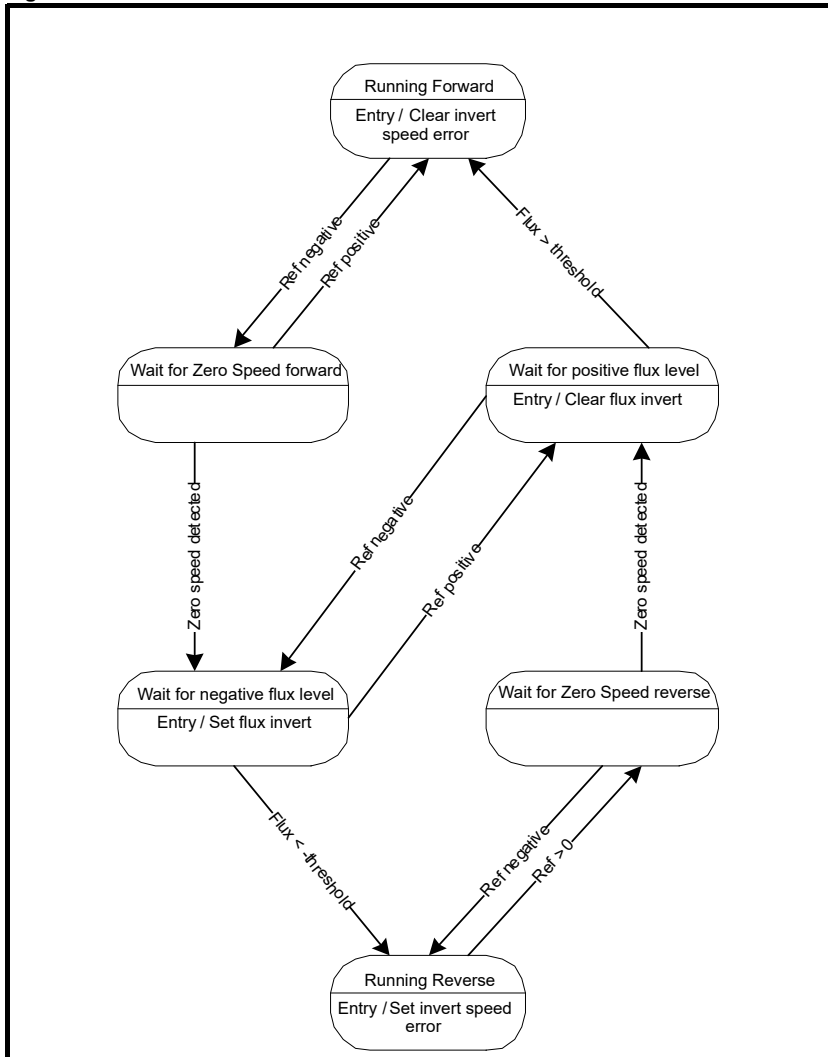 Running Forward
Entry / Clear invert
speed error
Ref negative
Ref positive
Flux > threshold
Wait for Zero Speed forward
Wait for positive flux level
Entry / Clear flux invert
Zero speed detected
Ref negative
Ref positive
Zero speed detected
Wait for negative flux level
Entry / Set flux invert
Wait for Zero Speed reverse
Flux < -threshold
Ref negative
Ref > 0
Running Reverse
Entry / Set invert speed
error